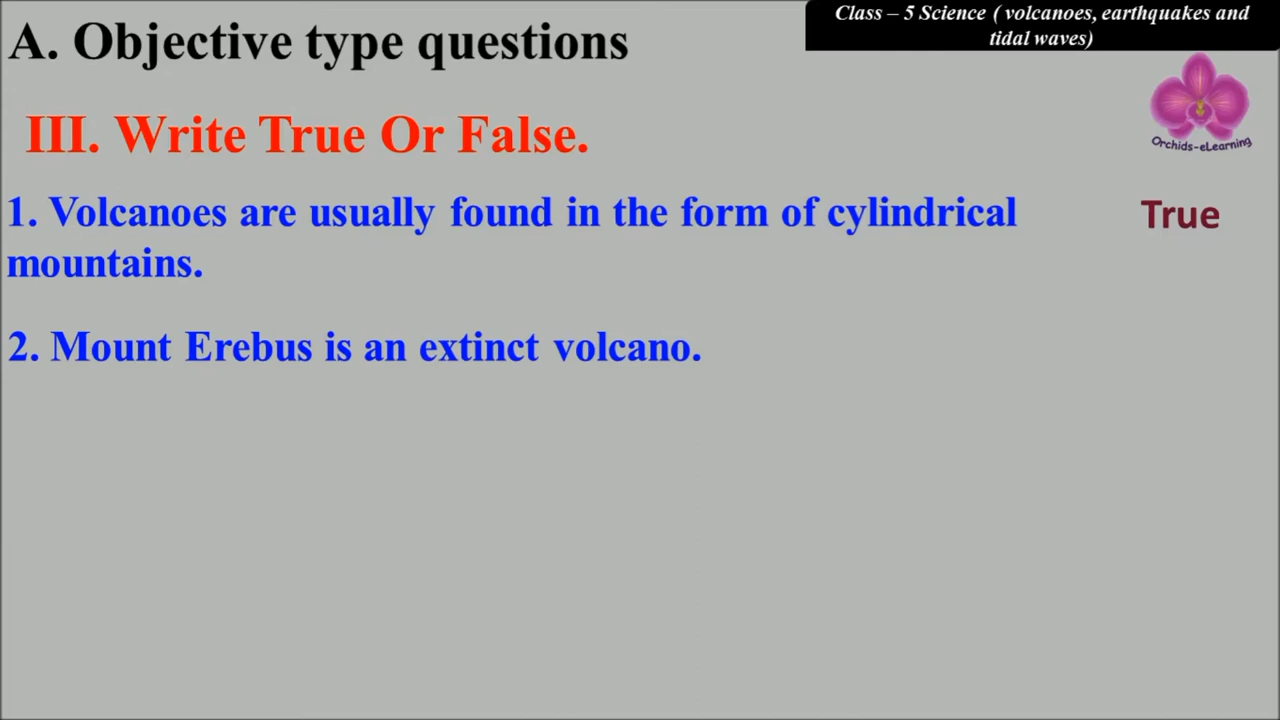 Class – 5 Science ( volcanoes, earthquakes and
tidal waves)
A. Objective type questions
Orchids-eLearning
III. Write True Or False.
1. Volcanoes are usually found in the form of cylindrical
mountains.
True
2. Mount Erebus is an extinct volcano.